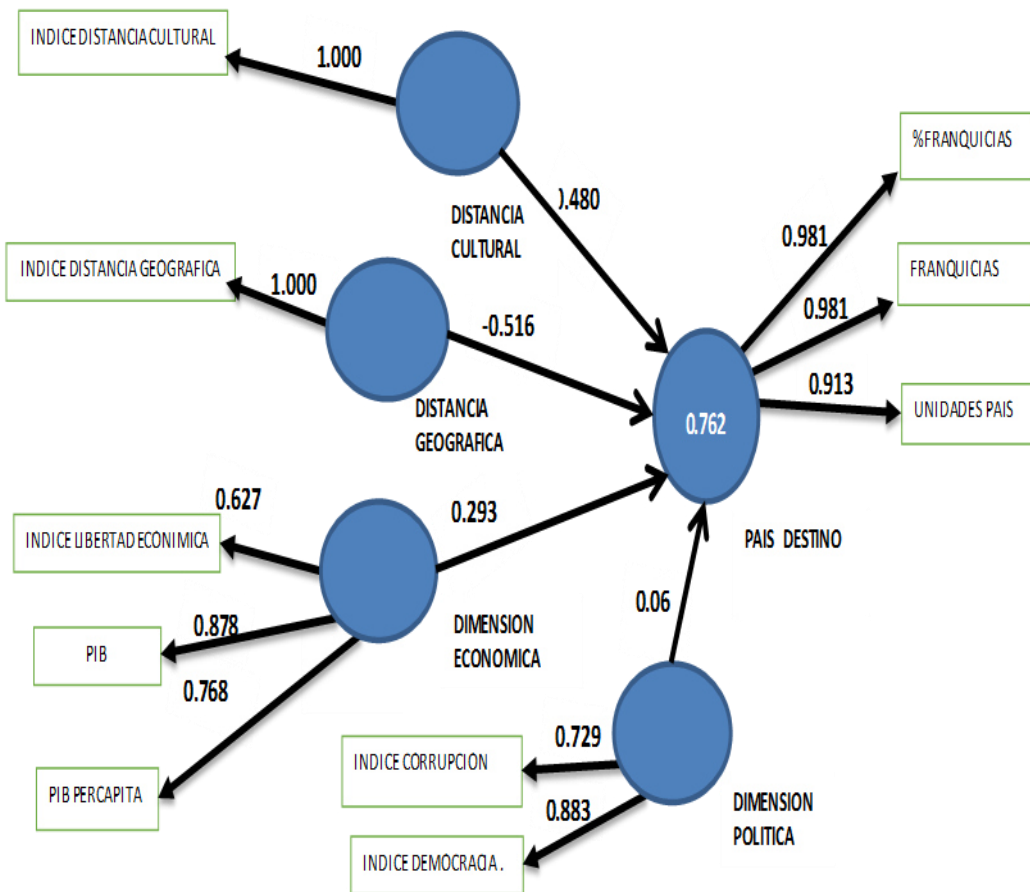 INDICE DISTANCIA CULTURAL
1.000
%FRANQUICIAS
).480
DISTANCIA
CULTURAL
0.981
INDICE DISTANCIA GEOGRAFICA
FRANQUICIAS
1.000
-0.516
0.981
0.913
DISTANCIA
GEOGRAFICA
0.762
UNIDADES PAIS
0.627
0.293
INDICE LIBERTAD ECONIMICA
PAIS DESTINO
0.878
DIMENSION
ECONOMICA
0.06
PIB
0.768
0.729
INDICE CORRUPCIÓN
PIB PERCAPITA
0.883
DIMENSION
POLITICA
INDICE DEMOCRACIA .